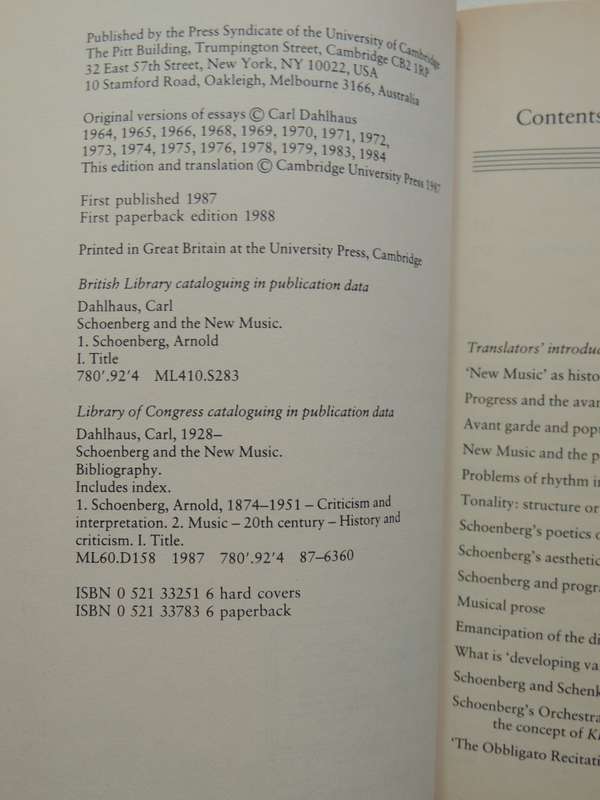 Published by the Press Syndicate of the University of Cambridge
The Pitt Building, Trumpington Street, Cambridge CB2 1RP
32 East 57th Street, New York, NY 10022, USA
10 Stamford Road, Oakleigh, Melbourne 3166, Australia
Original versions of essays © Carl Dahlhaus
1964, 1965, 1966, 1968, 1969, 1970, 1971, 1972,
1973, 1974, 1975, 1976, 1978, 1979, 1983, 1984
This edition and translation © Cambridge University Press 1987
First published 1987
First paperback edition 1988
Printed in Great Britain at the University Press, Cambridge
British Library cataloguing in publication data
Dahlhaus, Carl
Schoenberg and the New Music.
1. Schoenberg, Arnold
I. Title
780′.92′4 ML410.S283
Library of Congress cataloguing in publication data
Dahlhaus, Carl, 1928–
Schoenberg and the New Music.
Bibliography.
Includes index.
1. Schoenberg, Arnold, 1874–1951 – Criticism and
interpretation. 2. Music – 20th century – History and
criticism. I. Title.
ML60.D158 1987 780′.92′4 87–6360
ISBN 0 521 33251 6 hard covers
ISBN 0 521 33783 6 paperback
Contents
Translators' introduc
'New Music' as histo
Progress and the avan
Avant garde and popu
New Music and the p
Problems of rhythm in
Tonality: structure or
Schoenberg's poetics o
Schoenberg's aesthetic
Schoenberg and progra
Musical prose
Emancipation of the di
What is 'developing va
Schoenberg and Schenk
Schoenberg's Orchestra
the concept of Kl
'The Obbligato Recitati